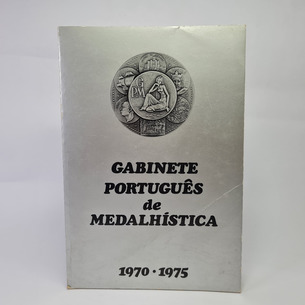 GABINETE
PORTUGUÊS
de
MEDALHÍSTICA
1970 · 1975